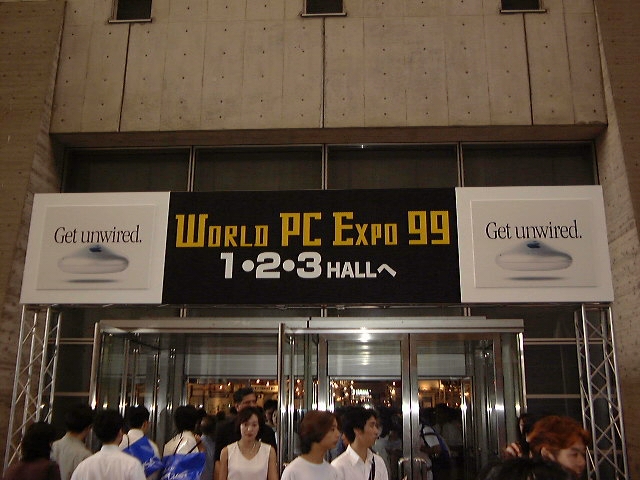 Get unwired.
WORLD PC EXPO 99
1•2•3 HALLへ
Get unwired.